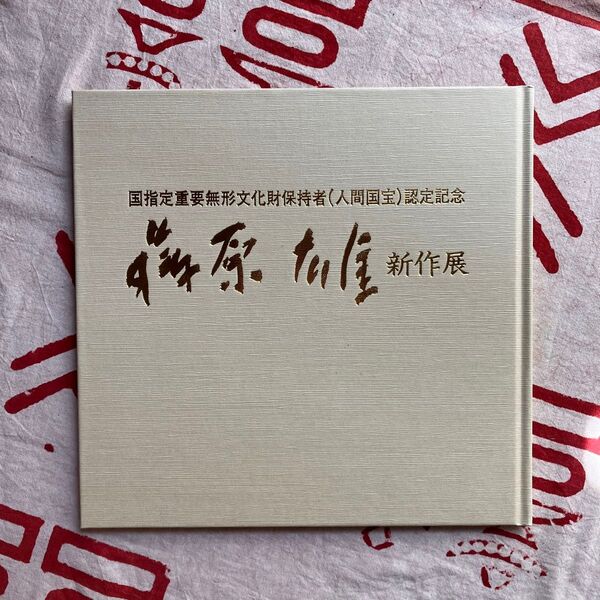 国指定重要無形文化財保持者(人間国宝)認定記念
藤原 雄 新作展